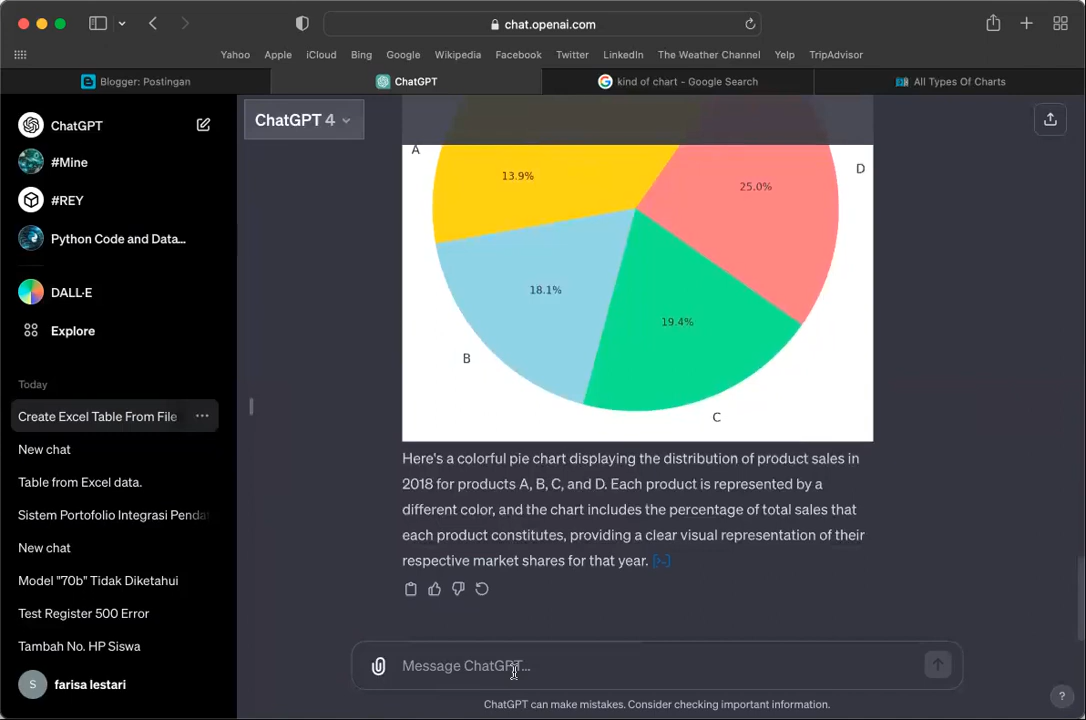 chat.openai.com
Yahoo Apple iCloud Bing Google Wikipedia Facebook Twitter LinkedIn The Weather Channel Yelp TripAdvisor
Blogger: Postingan
ChatGPT
kind of chart - Google Search
All Types Of Charts
ChatGPT
#Mine
#REY
Python Code and Data...
DALL·E
Explore
Today
Create Excel Table From File ...
New chat
Table from Excel data.
Sistem Portofolio Integrasi Penda
New chat
Model "70b" Tidak Diketahui
Test Register 500 Error
Tambah No. HP Siswa
S farisa lestari
ChatGPT 4
A
13.9%
D
25.0%
18.1%
19.4%
B
C
Here's a colorful pie chart displaying the distribution of product sales in
2018 for products A, B, C, and D. Each product is represented by a
different color, and the chart includes the percentage of total sales that
each product constitutes, providing a clear visual representation of their
respective market shares for that year. [>-]
Message ChatGPT...
ChatGPT can make mistakes. Consider checking important information.
?